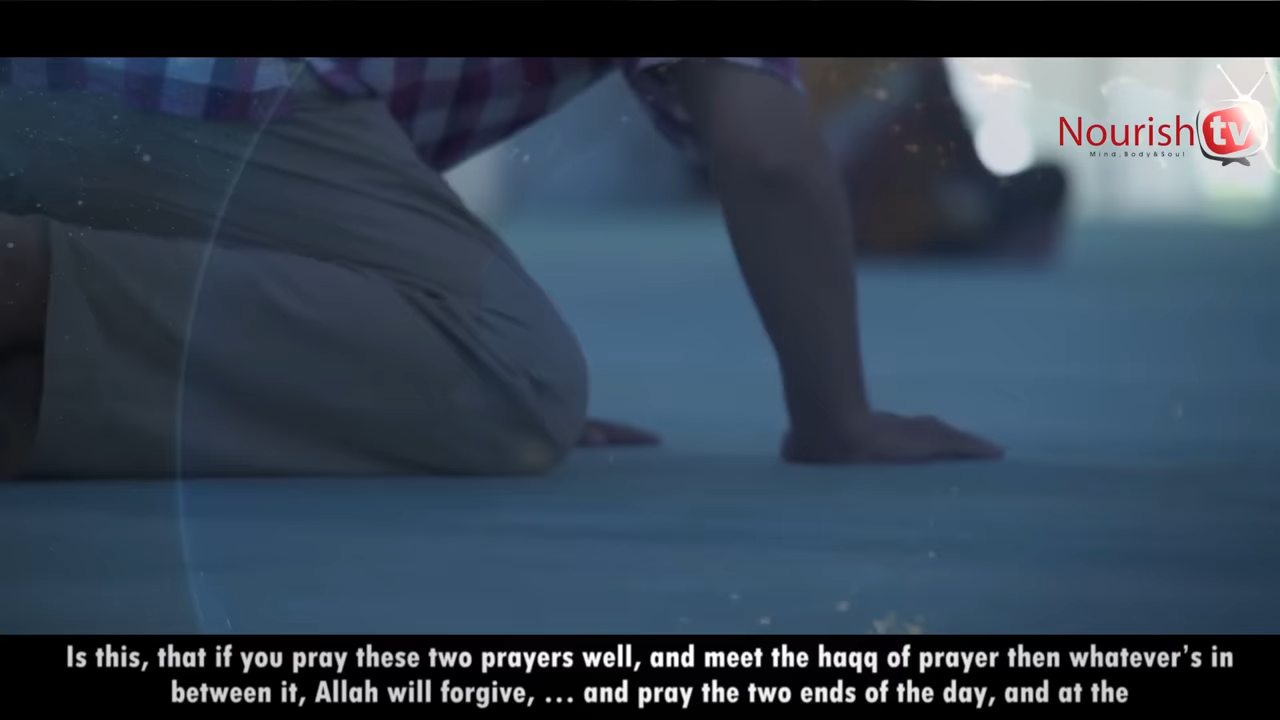 Nourish tv
Mind,Body&Soul
Is this, that if you pray these two prayers well, and meet the haqq of prayer then whatever's in
between it, Allah will forgive, ... and pray the two ends of the day, and at the